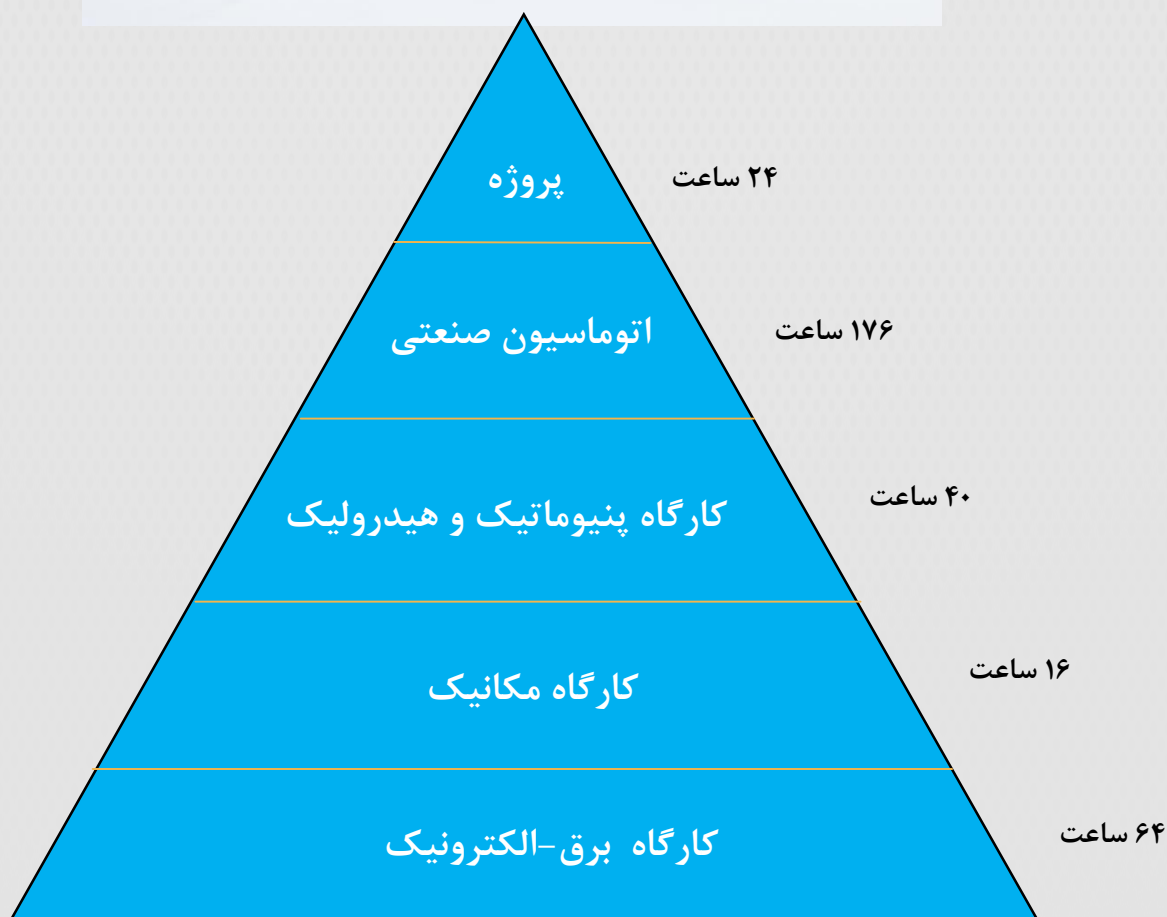 پروژه
۲۴ ساعت
اتوماسیون صنعتی
۱۷۶ ساعت
کارگاه پنیوماتیک و هیدرولیک
۴۰ ساعت
کارگاه مکانیک
۱۶ ساعت
کارگاه برق-الکترونیک
۶۴ ساعت